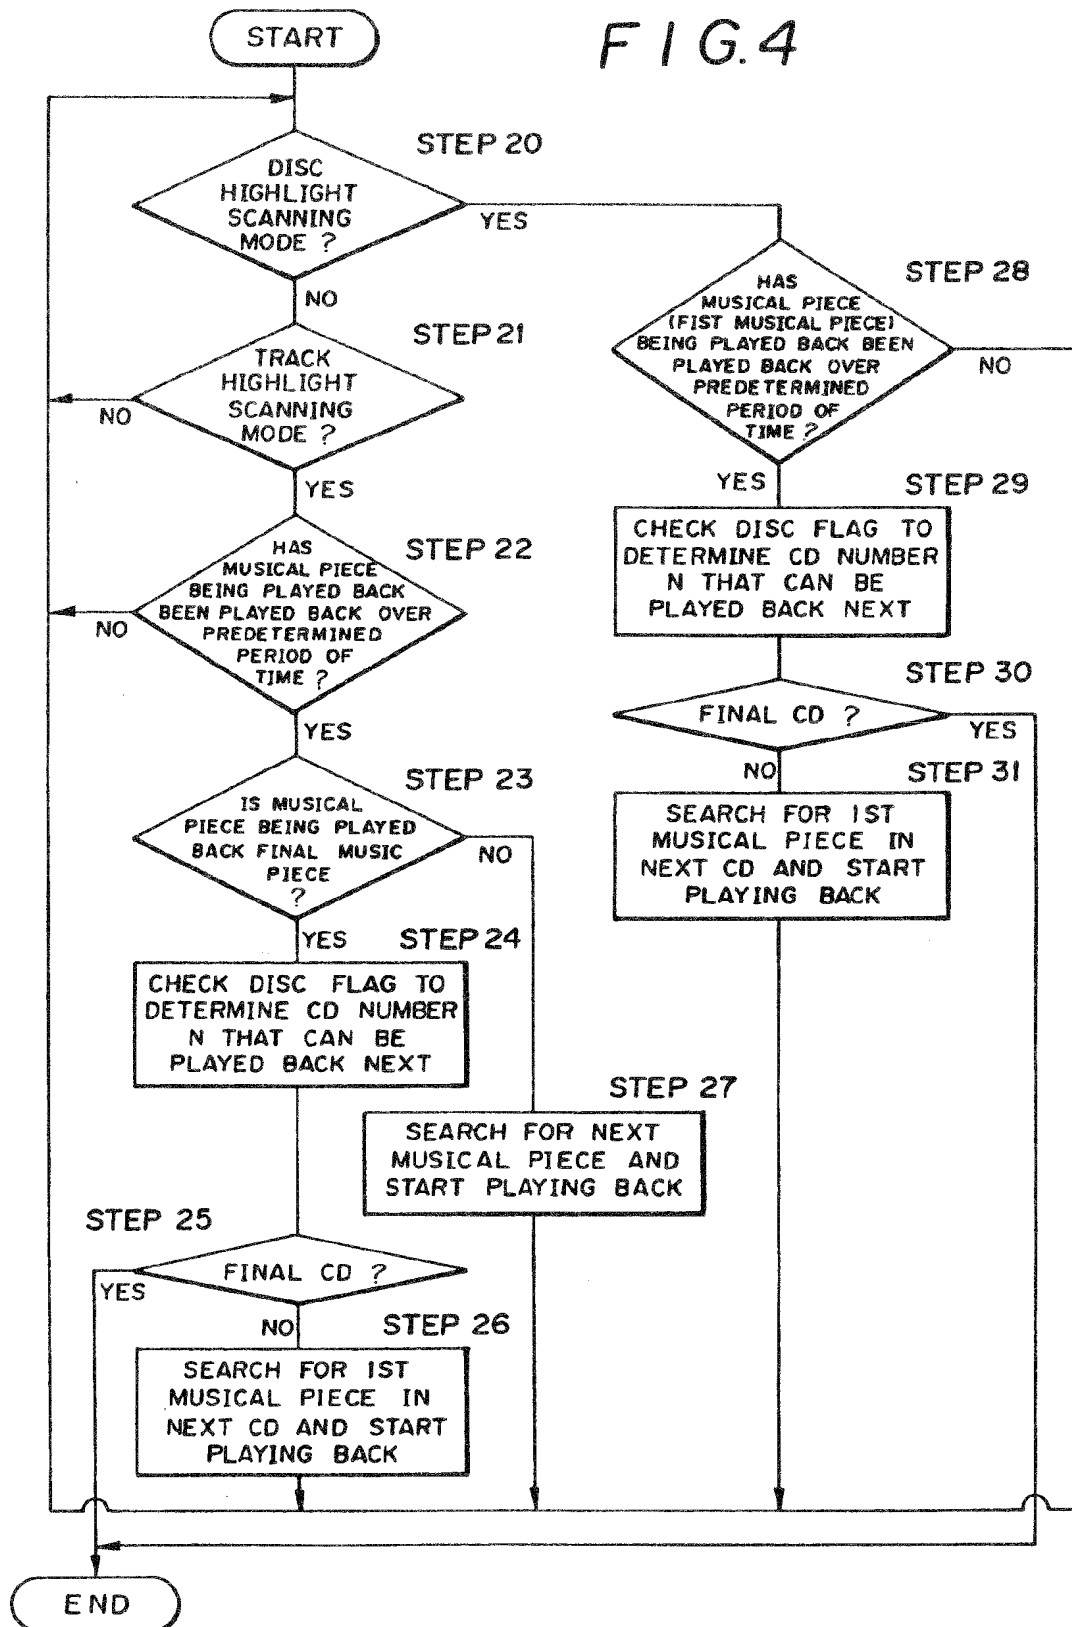 START
FIG.4
STEP 20
DISC
HIGHLIGHT
SCANNING
MODE ?
YES
NO
STEP 21
TRACK
HIGHLIGHT
SCANNING
MODE ?
NO
YES
STEP 22
HAS
MUSICAL PIECE
BEING PLAYED BACK
BEEN PLAYED BACK OVER
PREDETERMINED
PERIOD OF
TIME ?
NO
YES
STEP 23
IS MUSICAL
PIECE BEING PLAYED
BACK FINAL MUSIC
PIECE
?
NO
YES
STEP 24
CHECK DISC FLAG TO
DETERMINE CD NUMBER
N THAT CAN BE
PLAYED BACK NEXT
STEP 27
SEARCH FOR NEXT
MUSICAL PIECE AND
START PLAYING BACK
STEP 25
FINAL CD ?
YES
NO
STEP 26
SEARCH FOR 1ST
MUSICAL PIECE IN
NEXT CD AND START
PLAYING BACK
END
STEP 28
HAS
MUSICAL PIECE
(FIST MUSICAL PIECE)
BEING PLAYED BACK BEEN
PLAYED BACK OVER
PREDETERMINED
PERIOD OF
TIME ?
NO
YES
STEP 29
CHECK DISC FLAG TO
DETERMINE CD NUMBER
N THAT CAN BE
PLAYED BACK NEXT
STEP 30
FINAL CD ?
YES
NO
STEP 31
SEARCH FOR 1ST
MUSICAL PIECE IN
NEXT CD AND START
PLAYING BACK